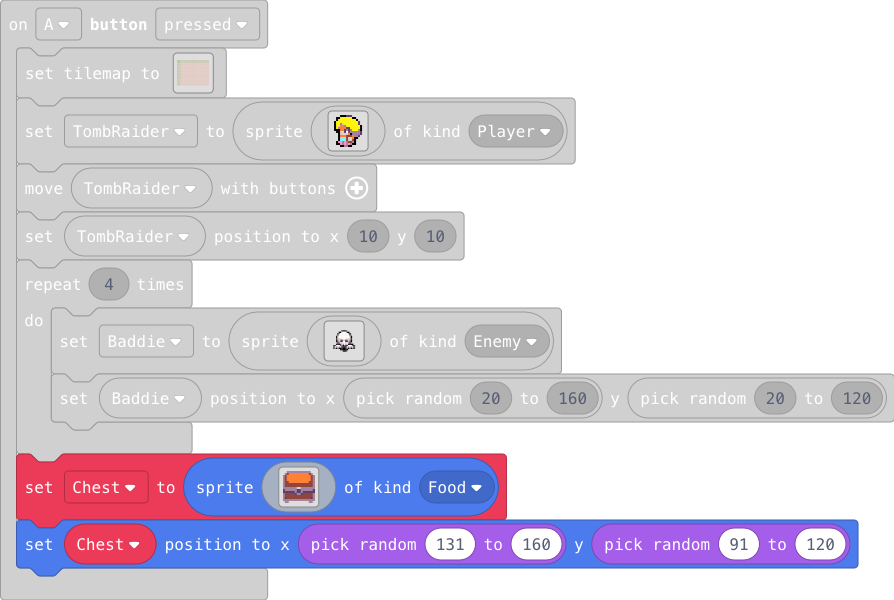 on A button pressed
set tilemap to
set TombRaider to sprite of kind Player
move TombRaider with buttons
set TombRaider position to x 10 y 10
repeat 4 times
do
set Baddie to sprite of kind Enemy
set Baddie position to x pick random 20 to 160 y pick random 20 to 120
set Chest to sprite of kind Food
set Chest position to x pick random 131 to 160 y pick random 91 to 120